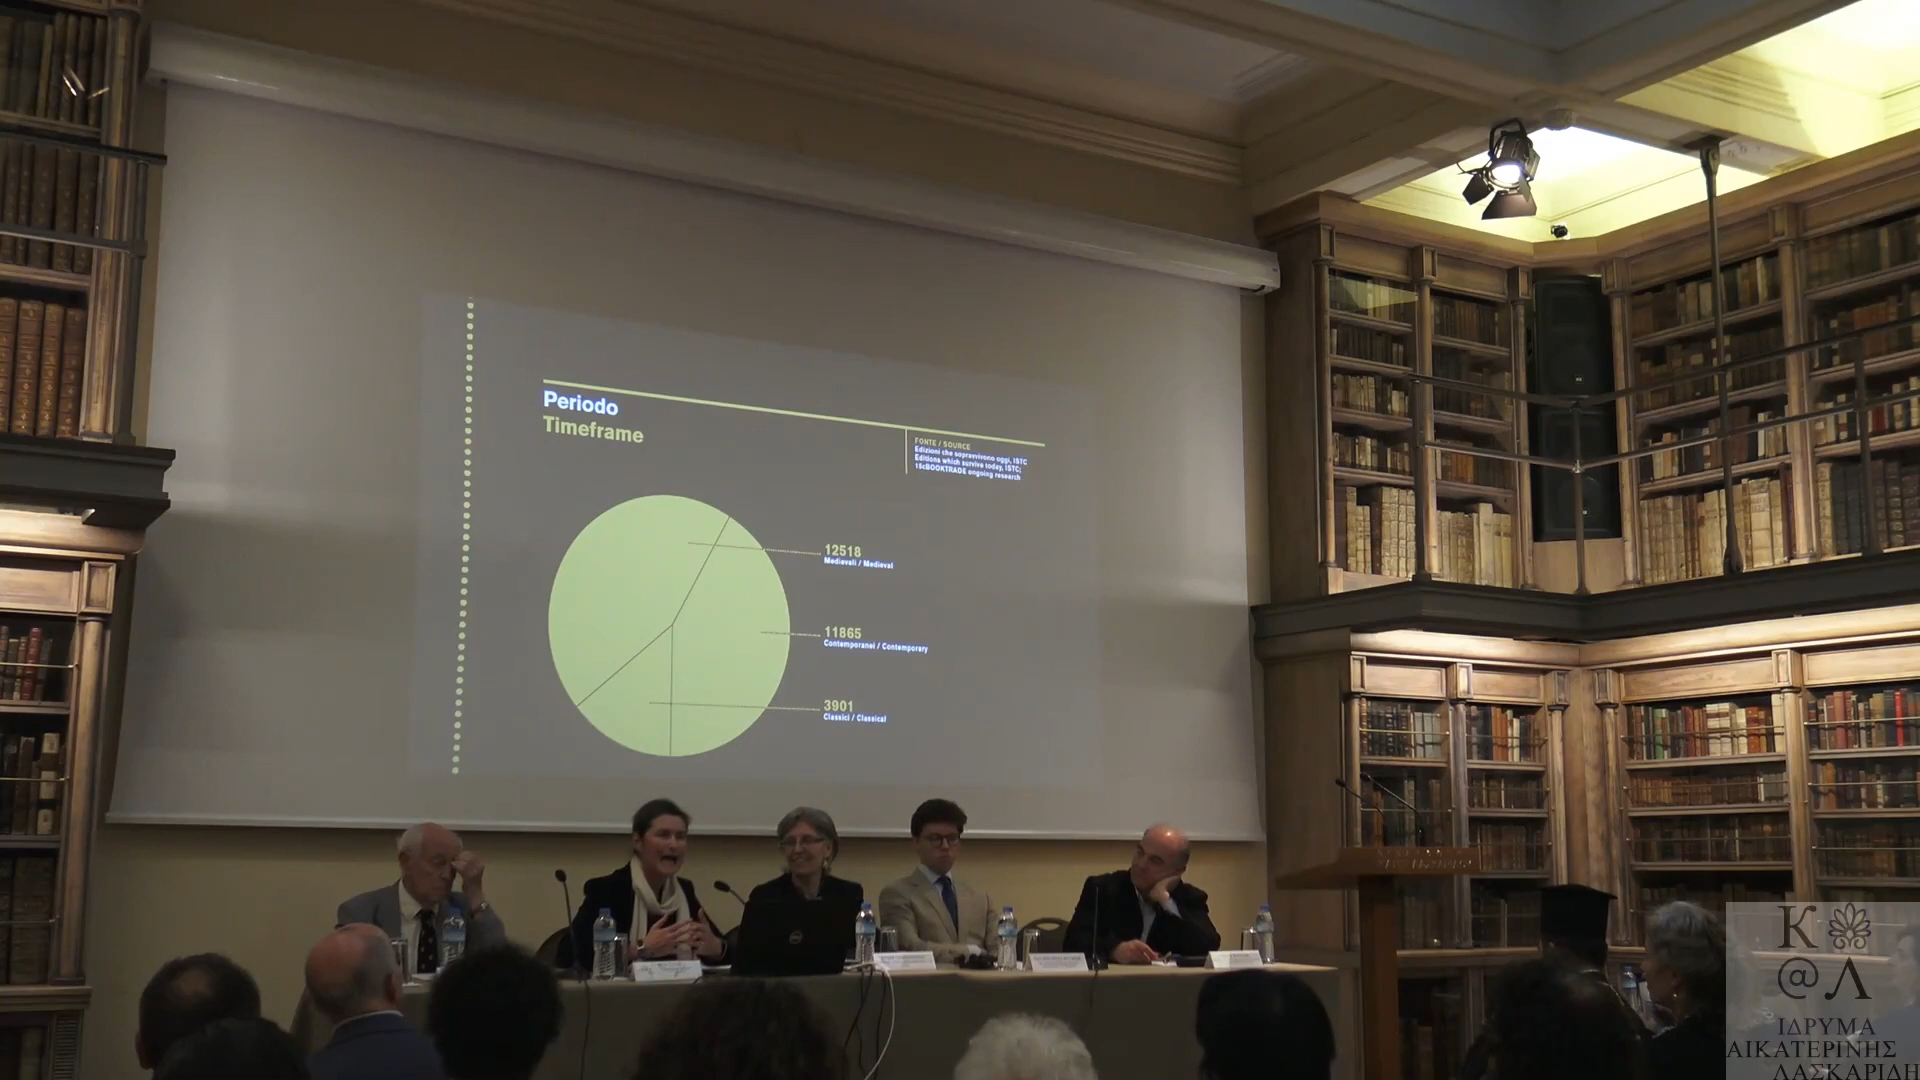 Periodo
Timeframe
FONTE / SOURCE
Edizioni che sopravvivono oggi, ISTC
Editions which survive today, ISTC;
15cBOOKTRADE ongoing research
12518
Medievali / Medieval
11865
Contemporanei / Contemporary
3901
Classici / Classical
Κ
@ Λ
ΙΔΡΥΜΑ
ΑΙΚΑΤΕΡΙΝΗΣ
ΛΑΣΚΑΡΙΔΗ